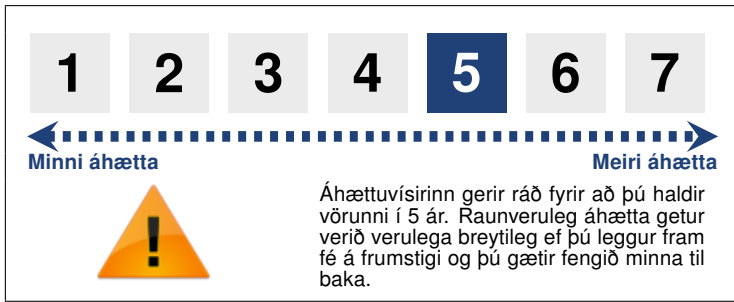 1 2 3 4 5 6 7
Minni áhætta Meiri áhætta
Áhættuvísirinn gerir ráð fyrir að þú haldir
vörunni í 5 ár. Raunveruleg áhætta getur
verið verulega breytileg ef þú leggur fram
fé á frumstigi og þú gætir fengið minna til
baka.